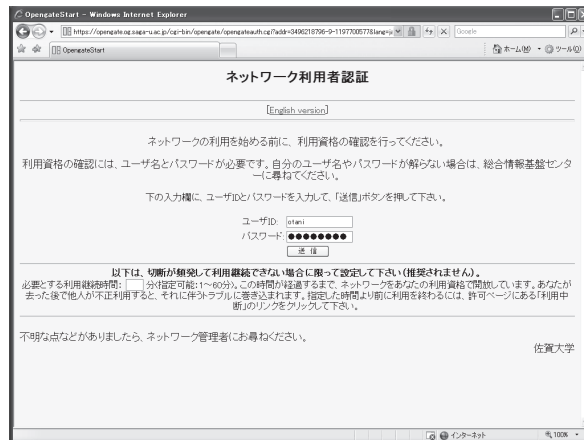 OpengateStart - Windows Internet Explorer
https://opengate.og.saga-u.ac.jp/cgi-bin/opengate/opengateauth.cgi?addr=3496218796-9-1197700577&lang=ja
Google
OpengateStart
ホーム(M)
ツール(O)
ネットワーク利用者認証
[English version]
ネットワークの利用を始める前に、利用資格の確認を行ってください。
利用資格の確認には、ユーザ名とパスワードが必要です。自分のユーザ名やパスワードが解らない場合は、総合情報基盤センタ
ーに尋ねてください。
下の入力欄に、ユーザIDとパスワードを入力して、「送信」ボタンを押して下さい。
ユーザID: otani
パスワード: ●●●●●●●●
送 信
以下は、切断が頻発して利用継続できない場合に限って設定して下さい(推奨されません)。
必要とする利用継続時間: 分(指定可能:1~60分)。この時間が経過するまで、ネットワークをあなたの利用資格で開放しています。あなたが
去った後で他人が不正利用すると、それに伴うトラブルに巻き込まれます。指定した時間より前に利用を終わるには、許可ページにある「利用中
断」のリンクをクリックして下さい。
不明な点などがありましたら、ネットワーク管理者にお尋ねください。
佐賀大学
インターネット
100%